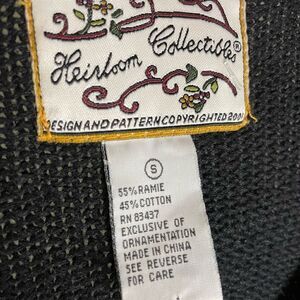 Heirloom Collectibles®
DESIGN AND PATTERN COPYRIGHTED 2001
S
55% RAMIE
45% COTTON
RN 83437
EXCLUSIVE OF
ORNAMENTATION
MADE IN CHINA
SEE REVERSE
FOR CARE